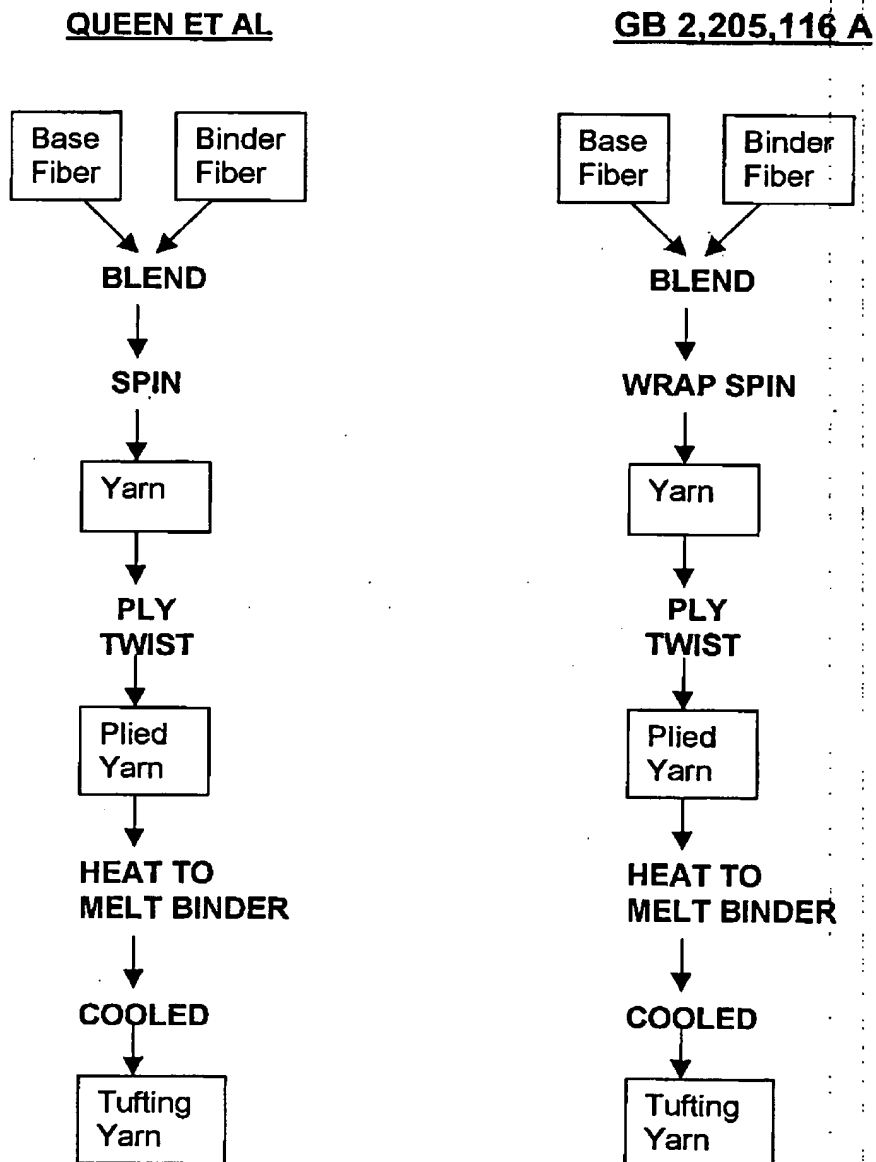 QUEEN ET AL
Base
Fiber
Binder
Fiber
BLEND
SPIN
Yarn
PLY
TWIST
Plied
Yarn
HEAT TO
MELT BINDER
COOLED
Tufting
Yarn
GB 2,205,116 A
Base
Fiber
Binder
Fiber
BLEND
WRAP SPIN
Yarn
PLY
TWIST
Plied
Yarn
HEAT TO
MELT BINDER
COOLED
Tufting
Yarn